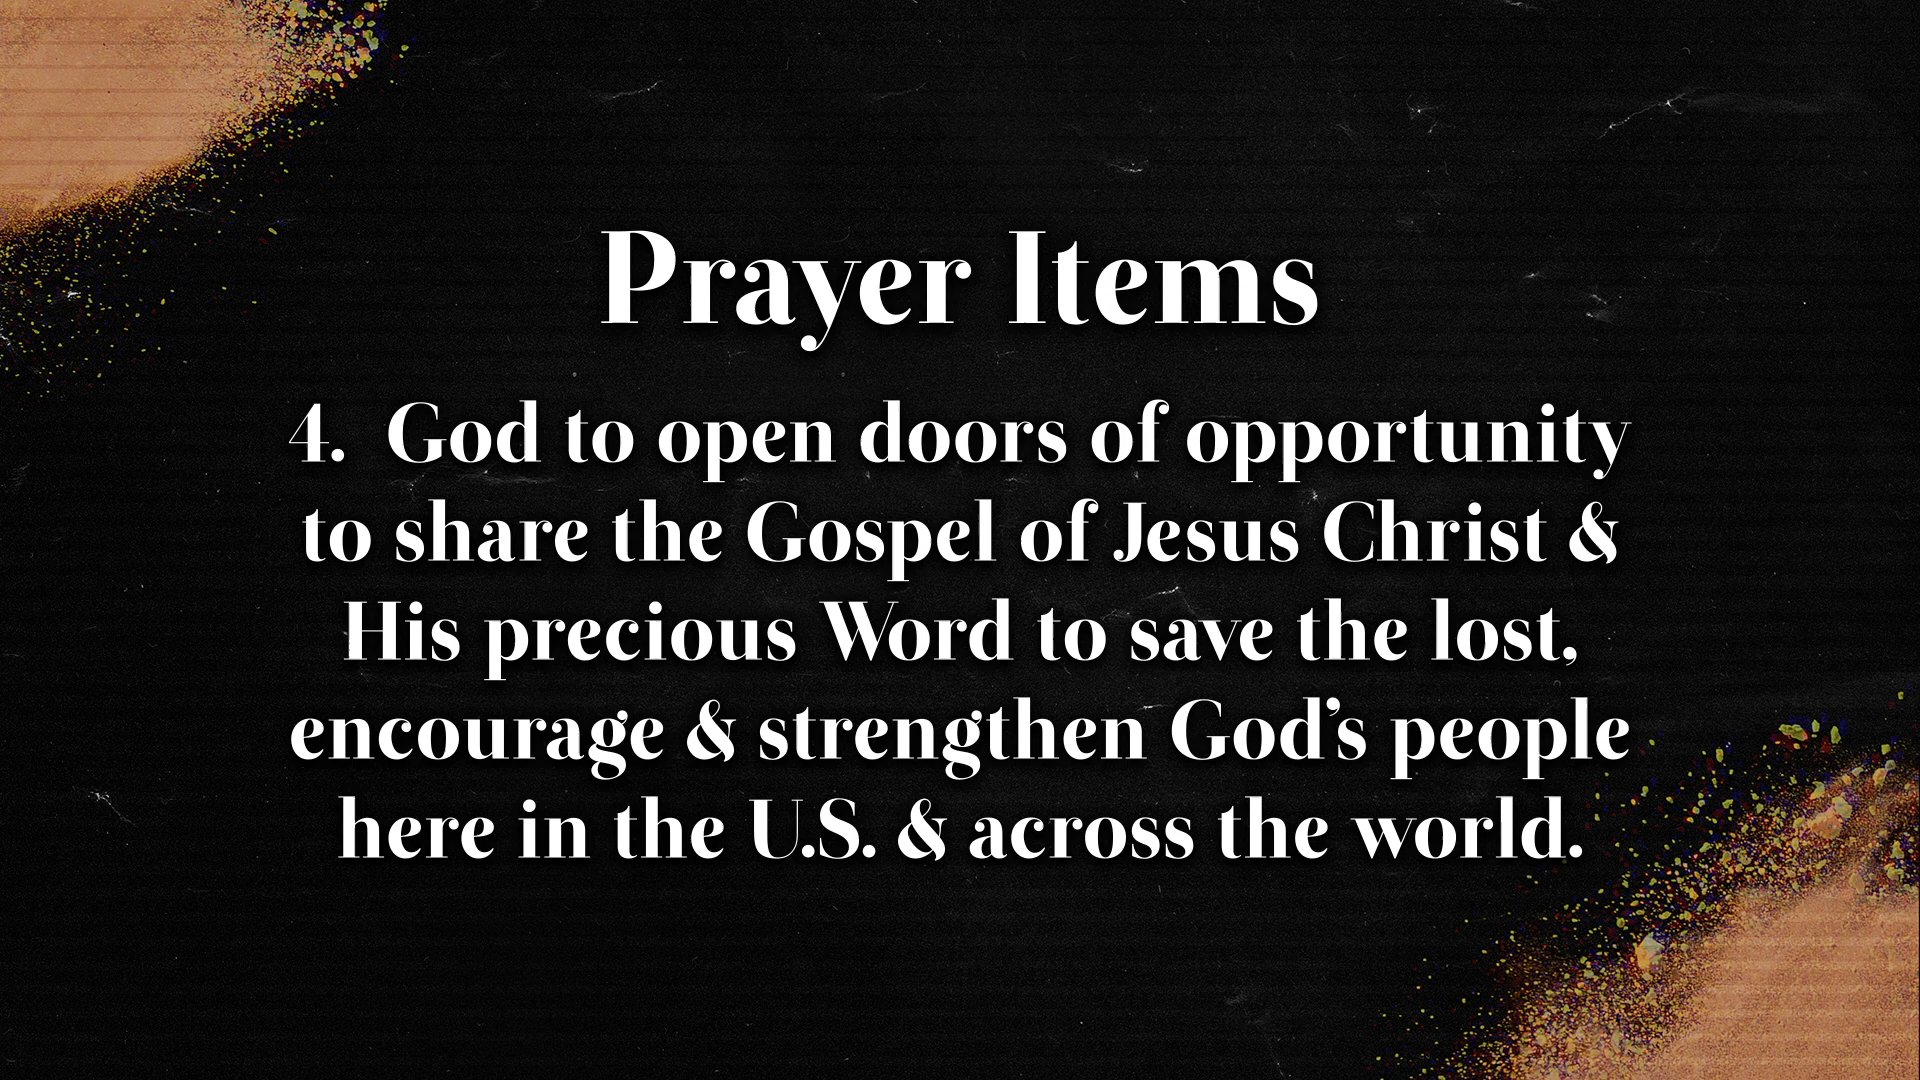 Prayer Items
4.  God to open doors of opportunity
to share the Gospel of Jesus Christ &
His precious Word to save the lost,
encourage & strengthen God’s people
here in the U.S. & across the world.